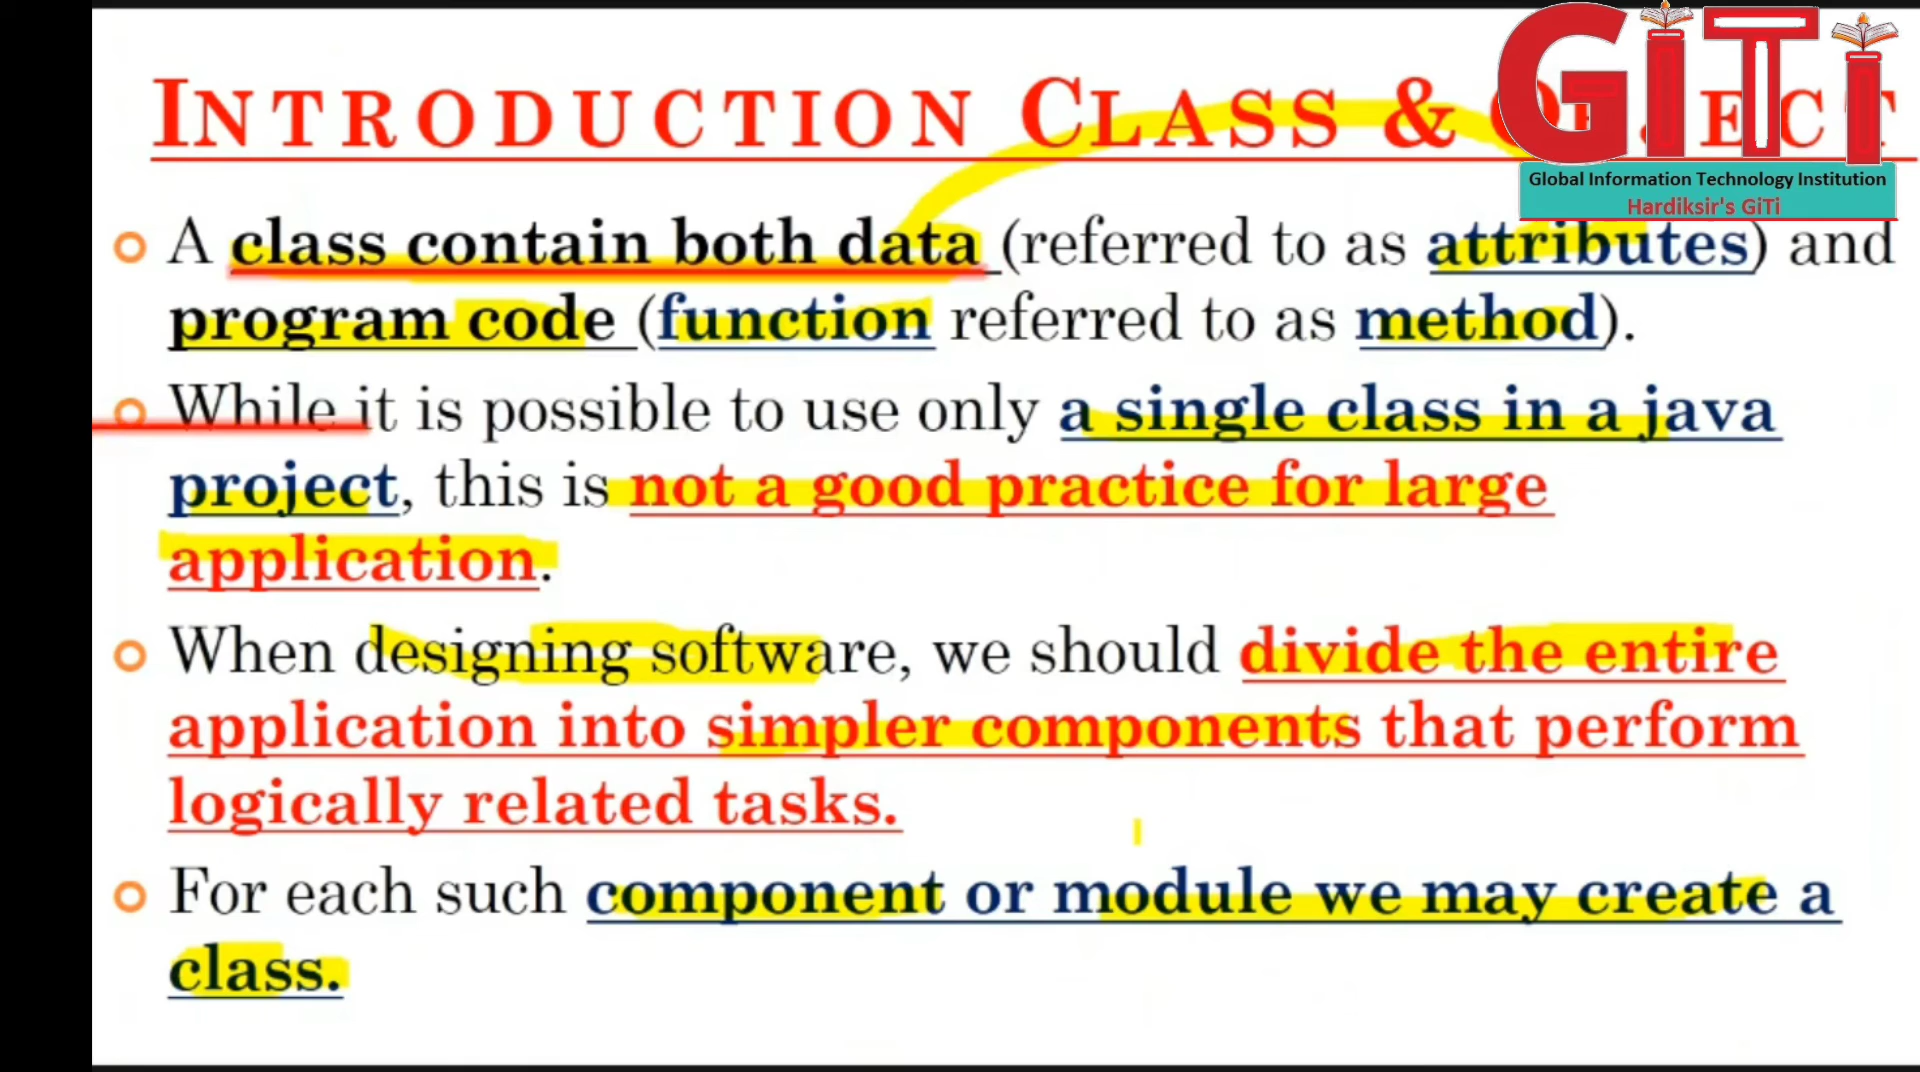 INTRODUCTION CLASS & OBJECT
GiTi
Global Information Technology Institution
Hardiksir's GiTi
A class contain both data (referred to as attributes) and
program code (function referred to as method).
While it is possible to use only a single class in a java
project, this is not a good practice for large
application.
When designing software, we should divide the entire
application into simpler components that perform
logically related tasks.
For each such component or module we may create a
class.